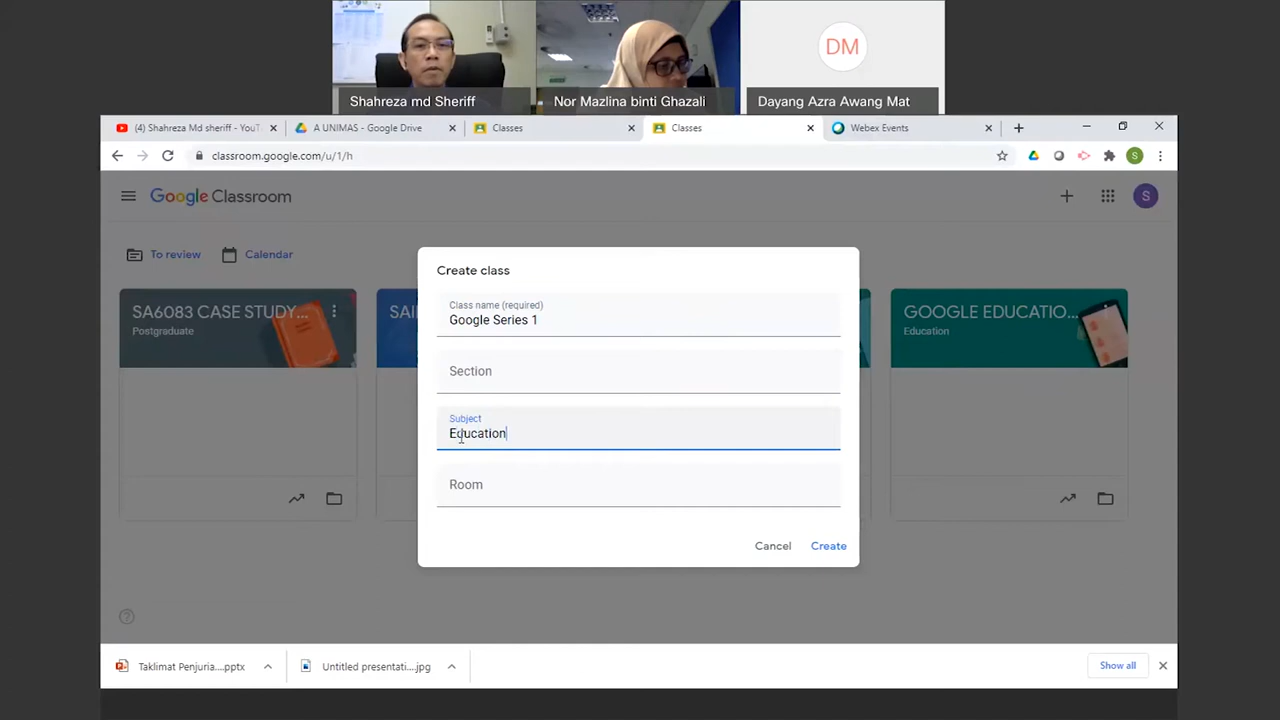 DM
Shahreza md Sheriff
Nor Mazlina binti Ghazali
Dayang Azra Awang Mat
(4) Shahreza Md sheriff - YouT
A UNIMAS - Google Drive
Classes
Classes
Webex Events
classroom.google.com/u/1/h
S
Google Classroom
S
To review
Calendar
SA6083 CASE STUDY...
Postgraduate
SAI
GOOGLE EDUCATIO...
Education
Create class
Class name (required)
Google Series 1
Section
Subject
Education
Room
Cancel
Create
Taklimat Penjuria....pptx
Untitled presentati....jpg
Show all